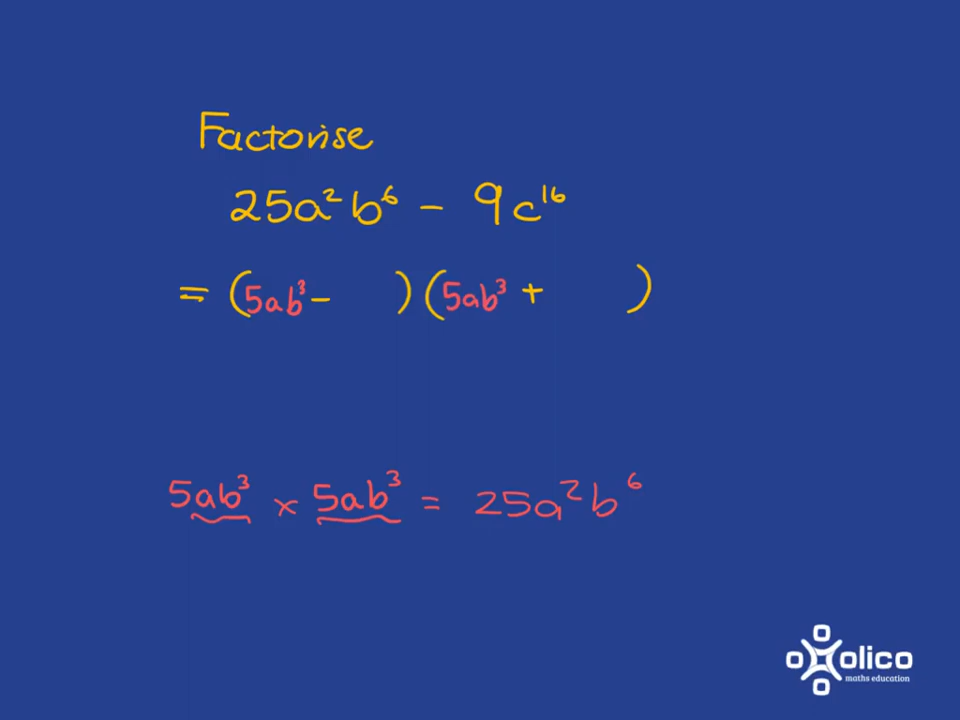 Factorise
25a²b⁶ - 9c¹⁶
= (5ab³ -    )(5ab³ +    )
5ab³ × 5ab³ = 25a²b⁶
olico
maths education